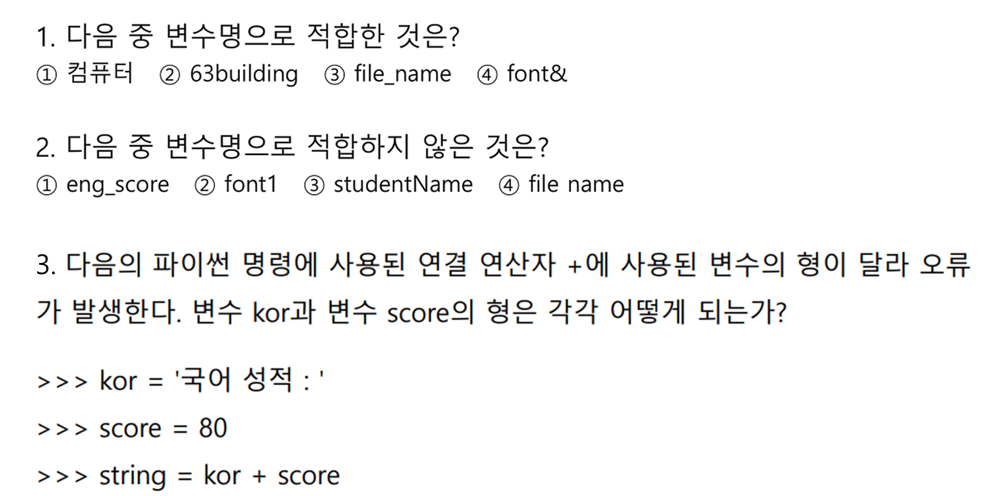 1. 다음 중 변수명으로 적합한 것은?
① 컴퓨터 ② 63building ③ file_name ④ font&
2. 다음 중 변수명으로 적합하지 않은 것은?
① eng_score ② font1 ③ studentName ④ file name
3. 다음의 파이썬 명령에 사용된 연결 연산자 +에 사용된 변수의 형이 달라 오류
가 발생한다. 변수 kor과 변수 score의 형은 각각 어떻게 되는가?
>>> kor = '국어 성적 : '
>>> score = 80
>>> string = kor + score